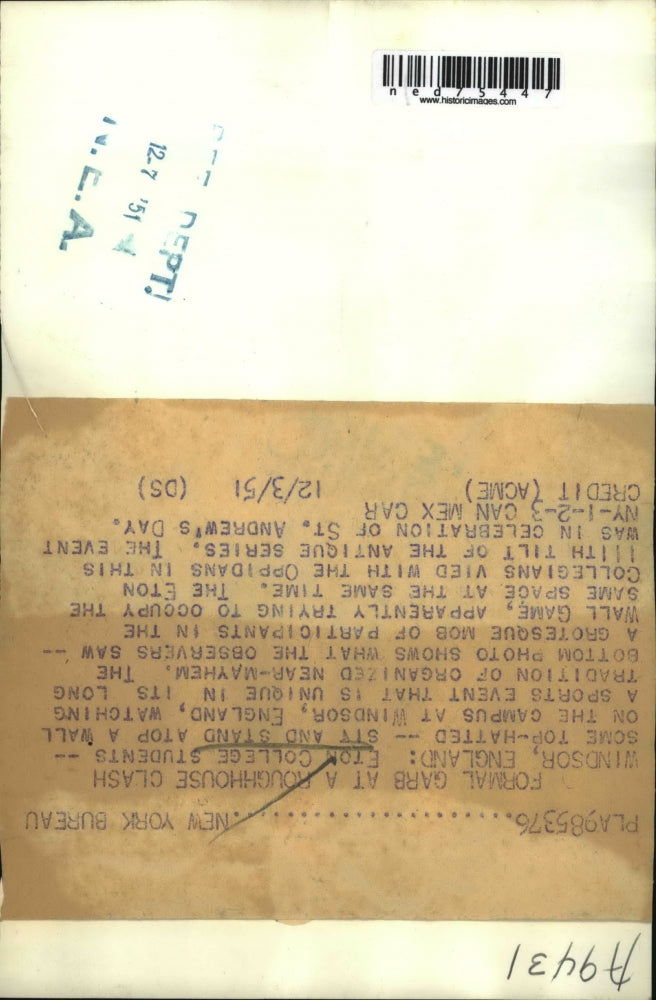 ned75447
www.historicimages.com
DEPT.
12-7 '51
N.E.A.
PLA985376.......................NEW YORK BUREAU
FORMAL GARB AT A ROUGHHOUSE CLASH
WINDSOR, ENGLAND: ETON COLLEGE STUDENTS --
SOME TOP-HATTED -- SIT AND STAND ATOP A WALL
ON THE CAMPUS AT WINDSOR, ENGLAND, WATCHING
A SPORTS EVENT THAT IS UNIQUE IN ITS LONG
TRADITION OF ORGANIZED NEAR-MAYHEM. THE
BOTTOM PHOTO SHOWS WHAT THE OBSERVERS SAW --
A GROTESQUE MOB OF PARTICIPANTS IN THE
WALL GAME, APPARENTLY TRYING TO OCCUPY THE
SAME SPACE AT THE SAME TIME. THE ETON
COLLEGIANS VIED WITH THE OPPIDANS IN THIS
111TH TILT OF THE ANTIQUE SERIES. THE EVENT
WAS IN CELEBRATION OF ST. ANDREW'S DAY.
NY-1-2-3 CAN MEX CAR
CREDIT (ACME) 12/3/51 (DS)
A9431